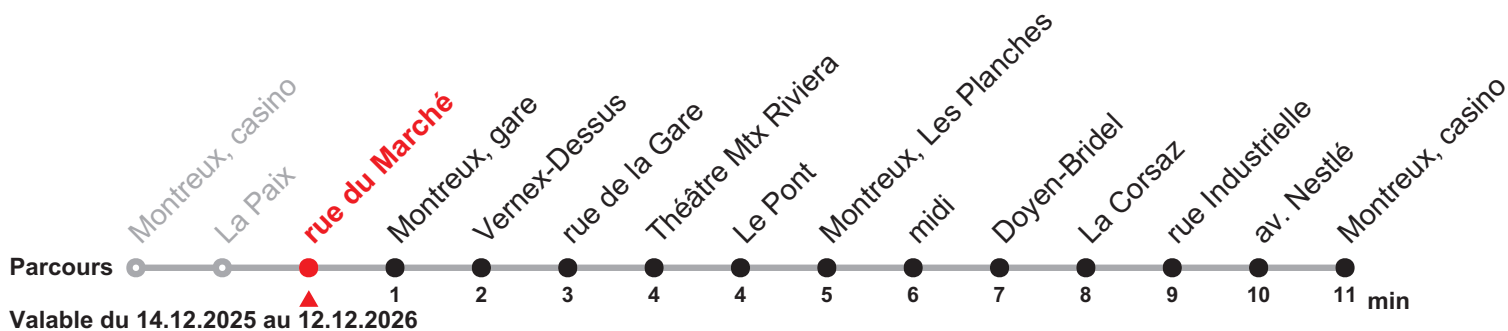 Montreux, casino
La Paix
rue du Marché
Montreux, gare
Vernex-Dessus
rue de la Gare
Théâtre Mtx Riviera
Le Pont
Montreux, Les Planches
midi
Doyen-Bridel
La Corsaz
rue Industrielle
av. Nestlé
Montreux, casino
Parcours
1 2 3 4 4 5 6 7 8 9 10 11 min
Valable du 14.12.2025 au 12.12.2026